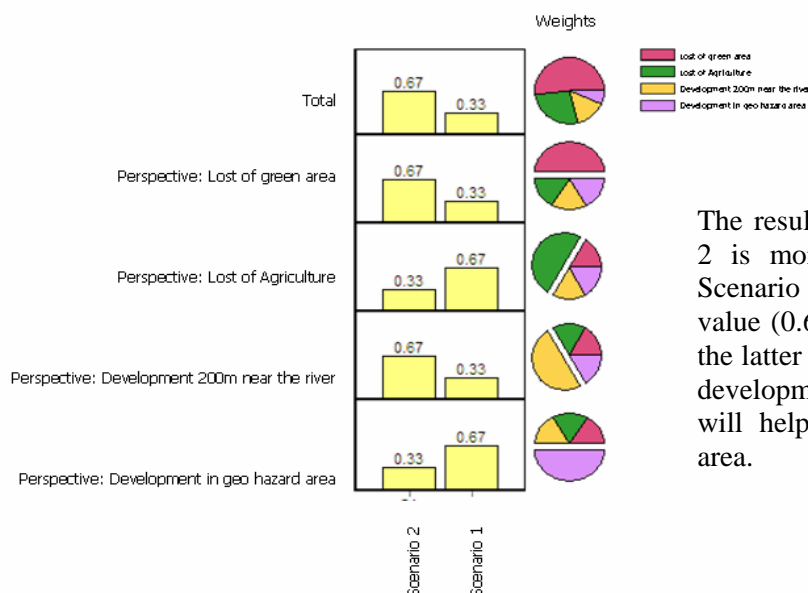 Weights
Lost of green area
Lost of Agriculture
Development 200m near the river
Development in geo hazard area
Total
0.67
0.33
Perspective: Lost of green area
0.67
0.33
Perspective: Lost of Agriculture
0.33
0.67
Perspective: Development 200m near the river
0.67
0.33
Perspective: Development in geo hazard area
0.33
0.67
Scenario 2
Scenario 1
The resul
2 is mor
Scenario
value (0.6
the latter
developm
will help
area.